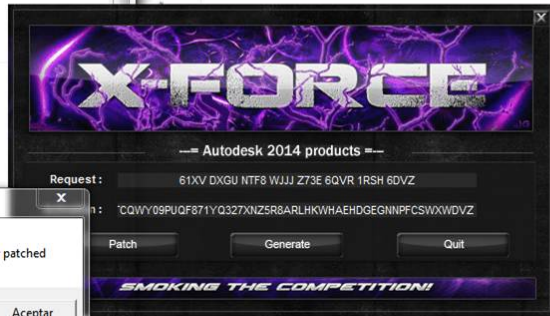 X-FORCE
---= Autodesk 2014 products =---
Request : 61XV DXGU NTF8 WJJJ Z73E 6QVR 1RSH 6DVZ
n : TCQWY09PUQF871YQ327XNZ5R8ARLHKWHAEHDGEGNNPFCSWXWDVZ
patched
Patch Generate Quit
SMOKING THE COMPETITION!
Aceptar